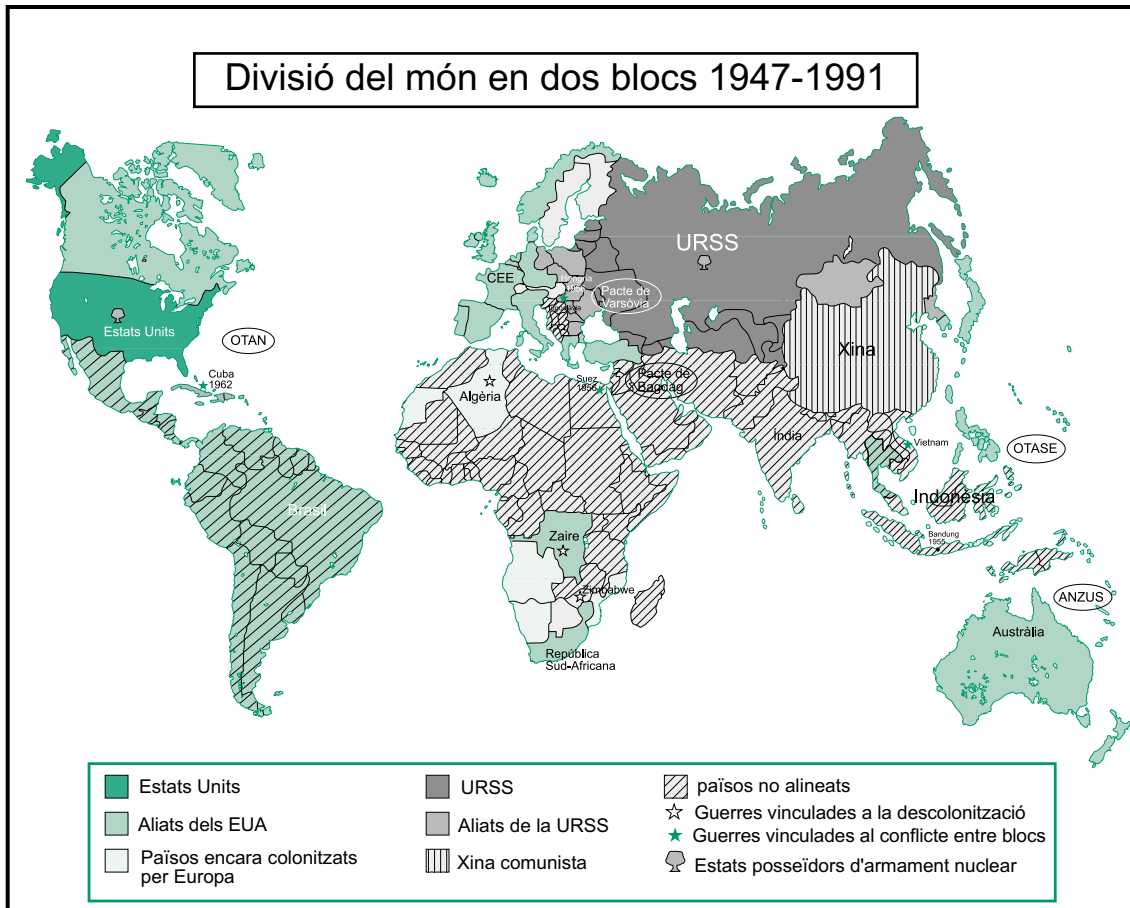 Divisió del món en dos blocs 1947-1991
URSS
CEE
Hongria
1956
Pacte de
Varsòvia
Estats Units
OTAN
Cuba
1962
Xina
Suez
1956
Pacte de
Bagdag
Algèria
Índia
Vietnam
OTASE
Indonèsia
Brasil
Zaire
Bandung
1955
Zimbabwe
ANZUS
Austràlia
República
Sud-Africana
Estats Units
Aliats dels EUA
Països encara colonitzats
per Europa
URSS
Aliats de la URSS
Xina comunista
països no alineats
Guerres vinculades a la descolonització
Guerres vinculades al conflicte entre blocs
Estats posseïdors d'armament nuclear